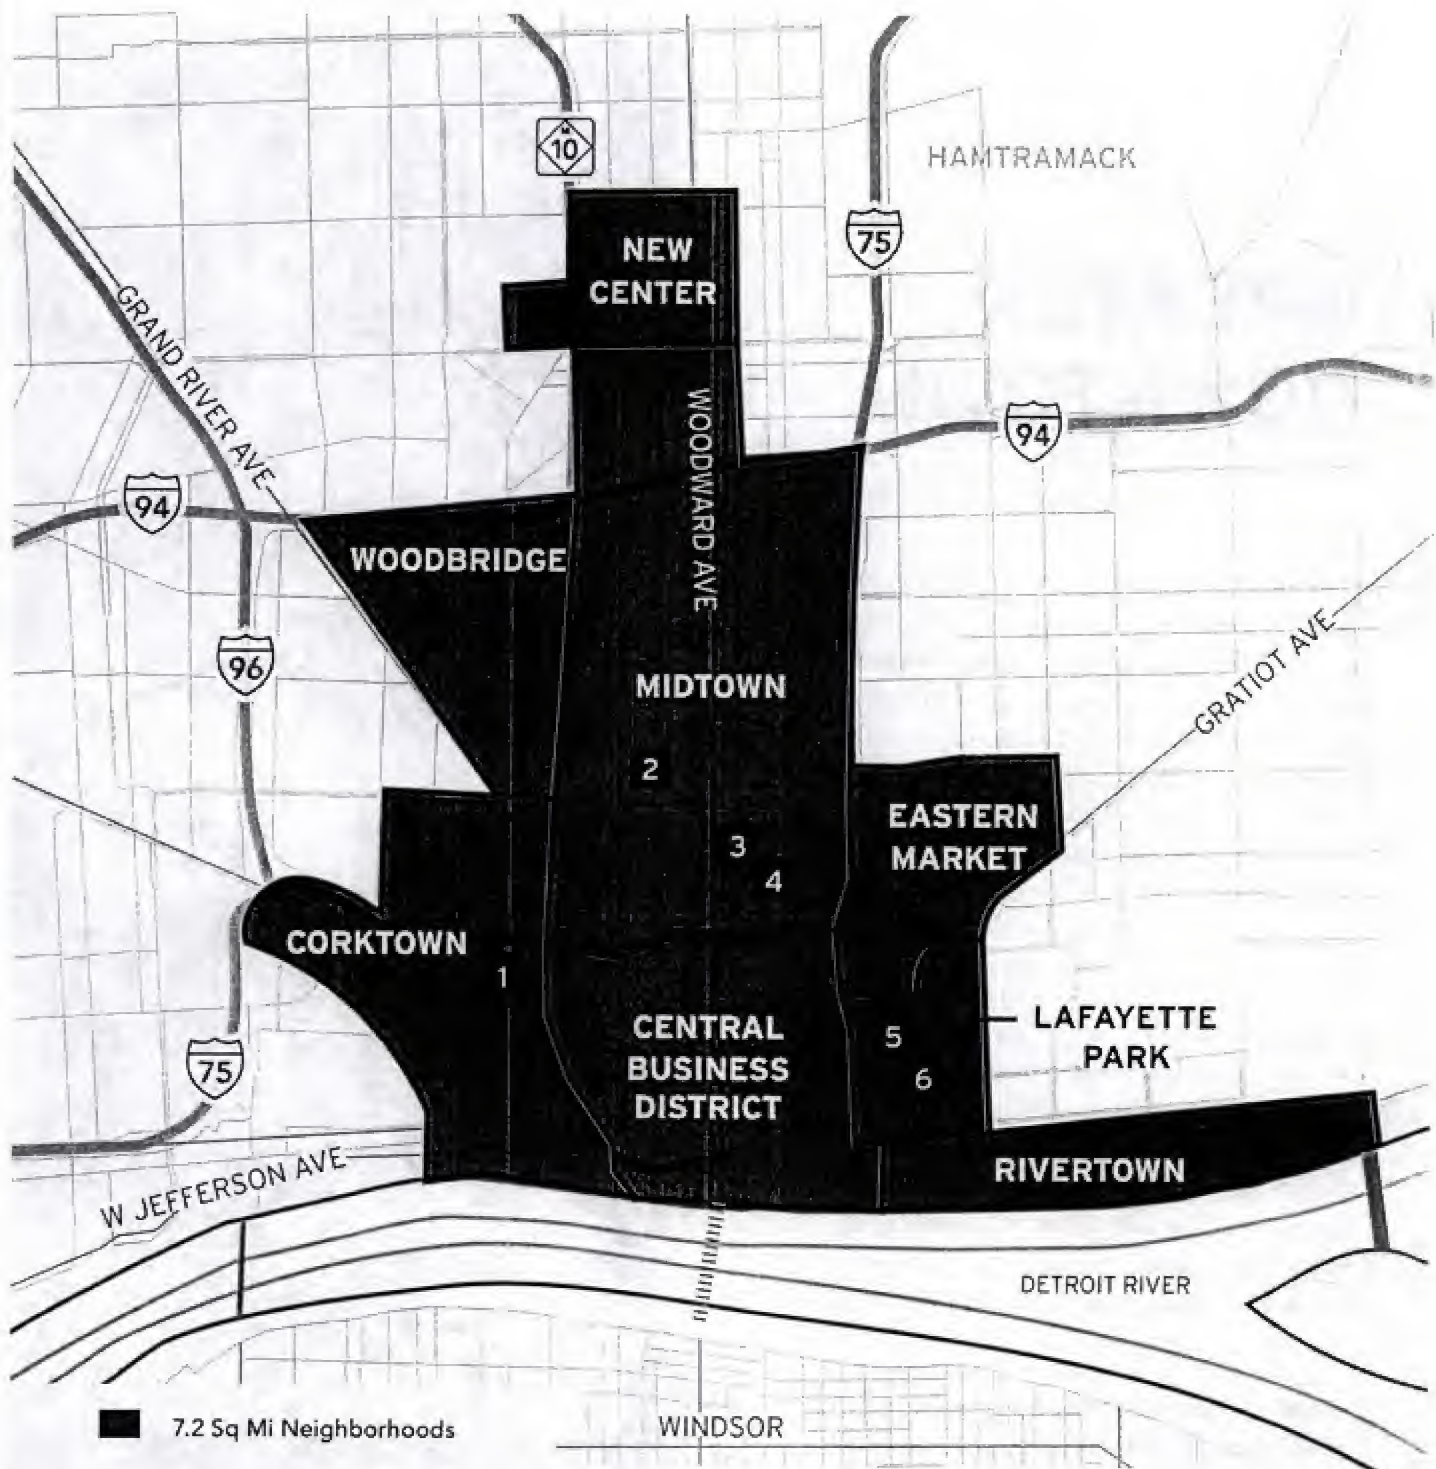 M
10
HAMTRAMACK
75
NEW
CENTER
GRAND RIVER AVE
WOODWARD AVE
94
94
WOODBRIDGE
96
GRATIOT AVE
MIDTOWN
2
EASTERN
MARKET
3
4
CORKTOWN
1
LAFAYETTE
PARK
CENTRAL
BUSINESS
DISTRICT
5
6
75
RIVERTOWN
W JEFFERSON AVE
DETROIT RIVER
7.2 Sq Mi Neighborhoods
WINDSOR